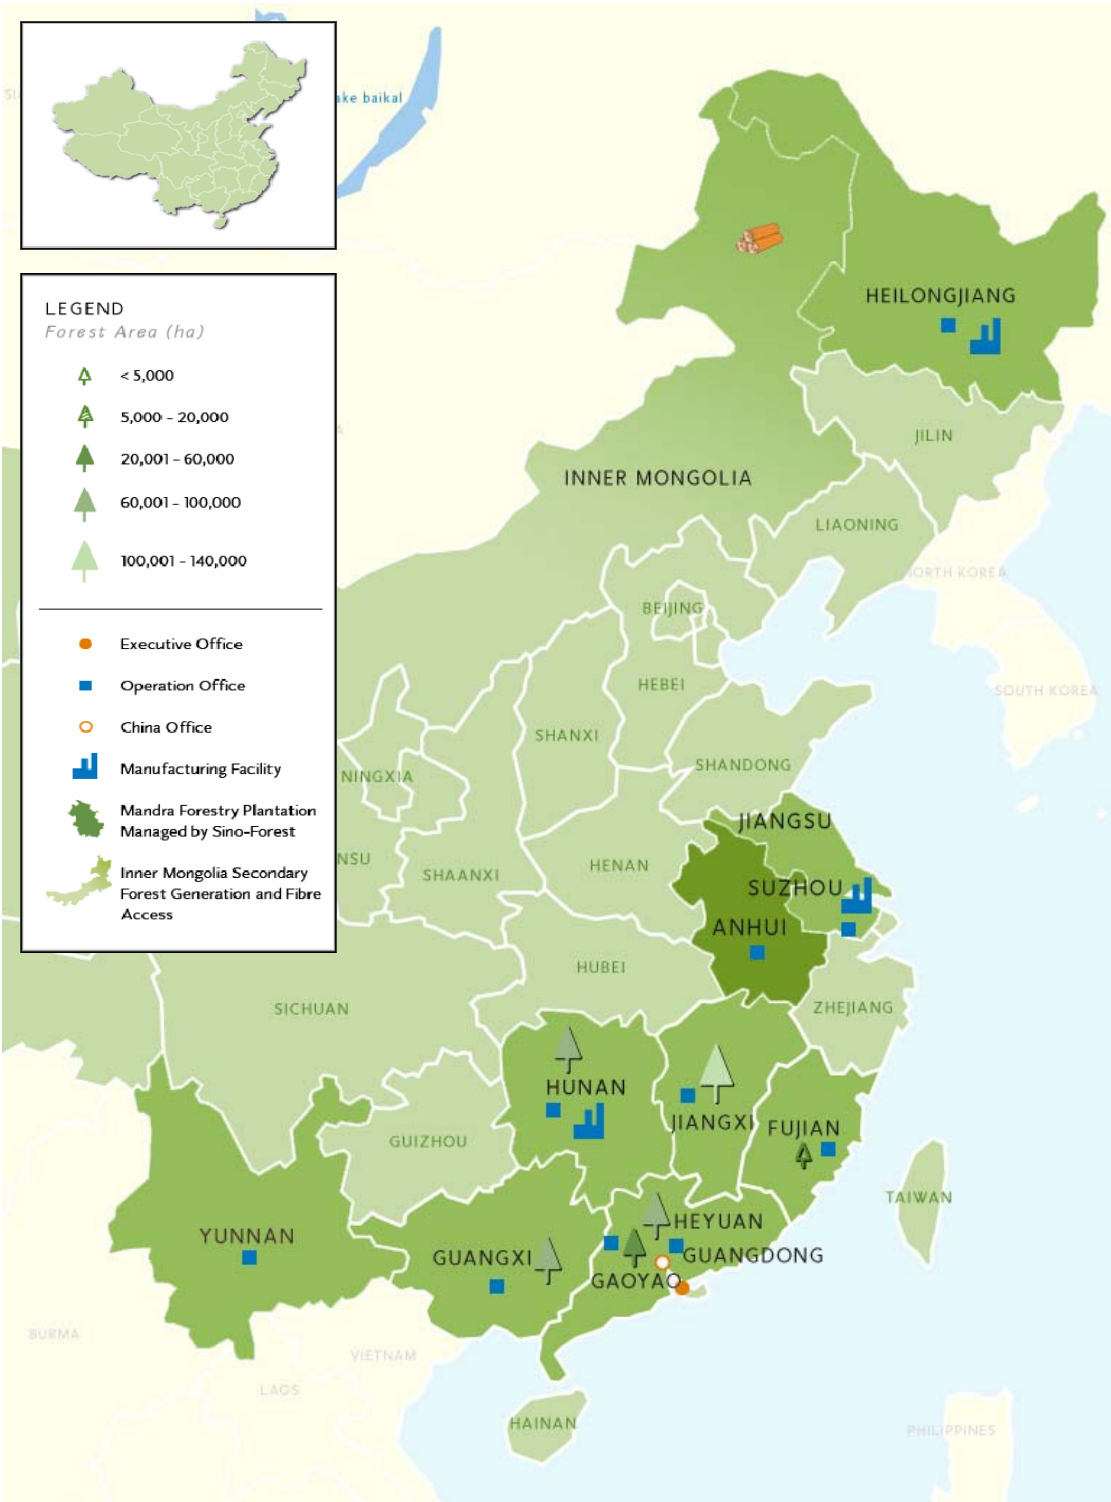 ake baikal
LEGEND
Forest Area (ha)
< 5,000
5,000 - 20,000
20,001 - 60,000
60,001 - 100,000
100,001 - 140,000
Executive Office
Operation Office
China Office
Manufacturing Facility
Mandra Forestry Plantation
Managed by Sino-Forest
Inner Mongolia Secondary
Forest Generation and Fibre
Access
HEILONGJIANG
JILIN
INNER MONGOLIA
LIAONING
NORTH KOREA
BEIJING
HEBEI
SOUTH KOREA
SHANXI
SHANDONG
NINGXIA
JIANGSU
NSU
HENAN
SHAANXI
SUZHOU
ANHUI
HUBEI
SICHUAN
ZHEJIANG
HUNAN
JIANGXI
FUJIAN
GUIZHOU
TAIWAN
YUNNAN
HEYUAN
GUANGXI
GUANGDONG
GAOYAO
BURMA
VIETNAM
LAOS
HAINAN
PHILIPPINES